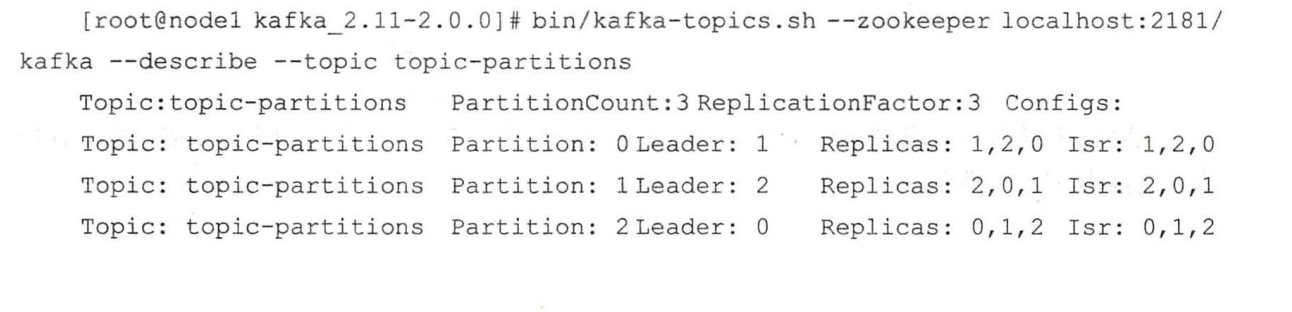 [root@node1 kafka_2.11-2.0.0]# bin/kafka-topics.sh --zookeeper localhost:2181/
kafka --describe --topic topic-partitions
Topic:topic-partitions PartitionCount:3 ReplicationFactor:3 Configs:
Topic: topic-partitions Partition: 0 Leader: 1 Replicas: 1,2,0 Isr: 1,2,0
Topic: topic-partitions Partition: 1 Leader: 2 Replicas: 2,0,1 Isr: 2,0,1
Topic: topic-partitions Partition: 2 Leader: 0 Replicas: 0,1,2 Isr: 0,1,2